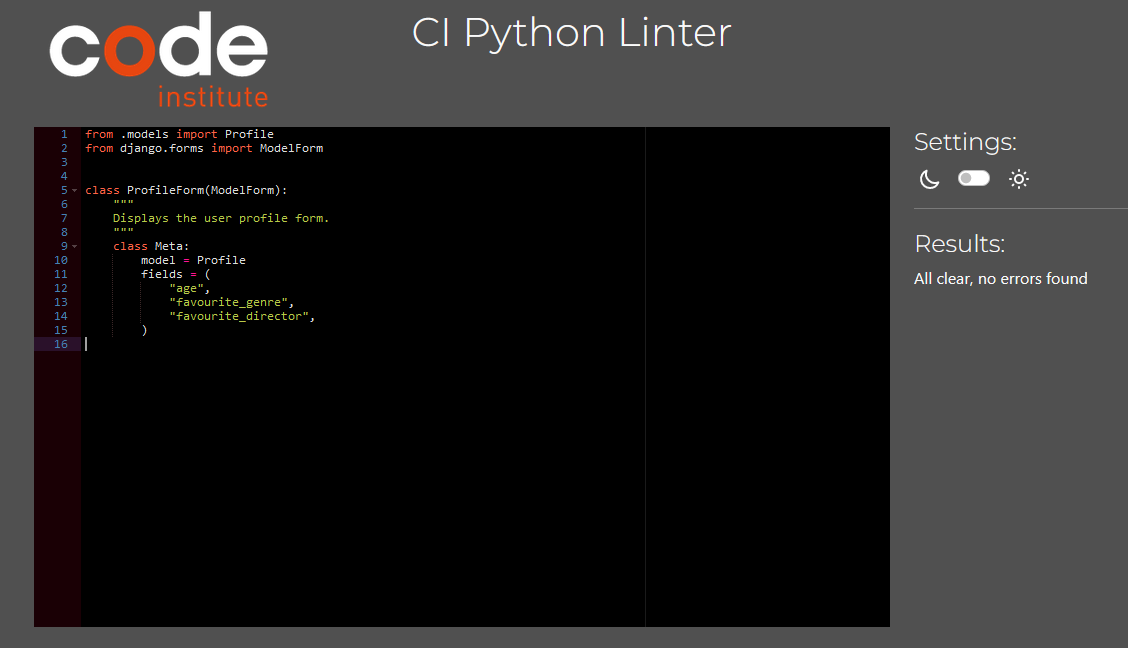 code
institute
CI Python Linter
1 from .models import Profile
2 from django.forms import ModelForm
3
4
5 class ProfileForm(ModelForm):
6     """
7     Displays the user profile form.
8     """
9     class Meta:
10         model = Profile
11         fields = (
12             "age",
13             "favourite_genre",
14             "favourite_director",
15         )
16
Settings:
Results:
All clear, no errors found